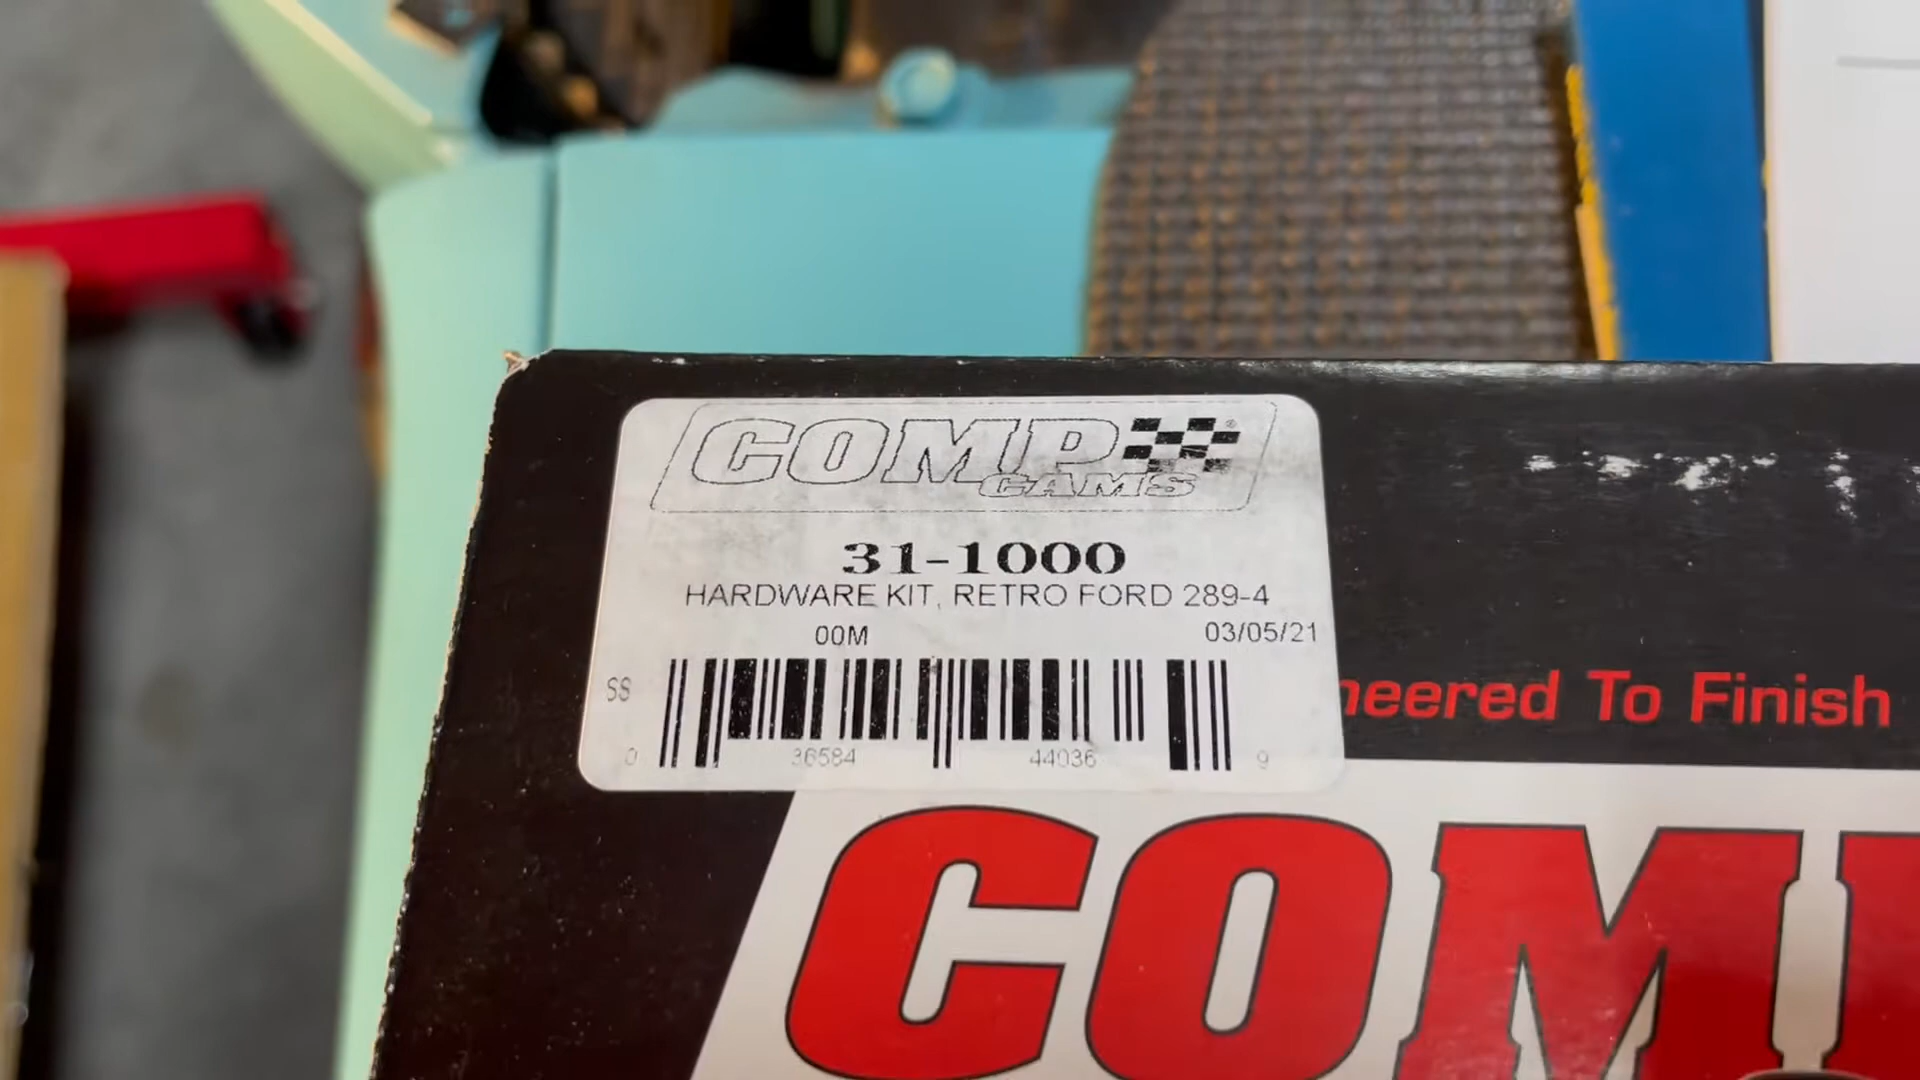 COMP
CAMS
®
31-1000
HARDWARE KIT, RETRO FORD 289-4
00M 03/05/21
SS
0 36584 44036 9
neered To Finish
COM